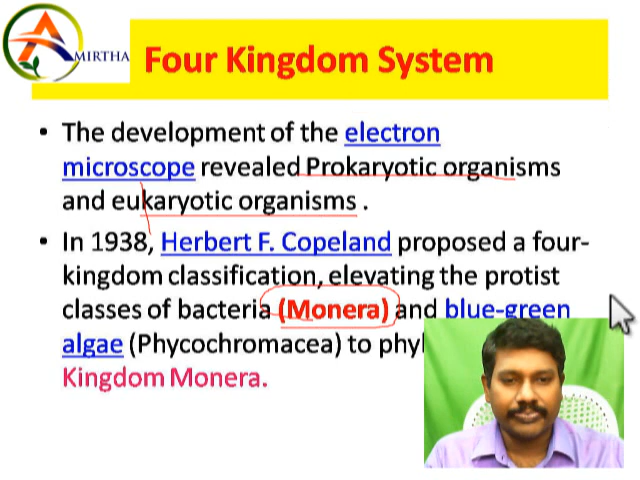 AMIRTHA
Four Kingdom System
• The development of the electron
microscope revealed Prokaryotic organisms
and eukaryotic organisms .
• In 1938, Herbert F. Copeland proposed a four-
kingdom classification, elevating the protist
classes of bacteria (Monera) and blue-green
algae (Phycochromacea) to phyl
Kingdom Monera.